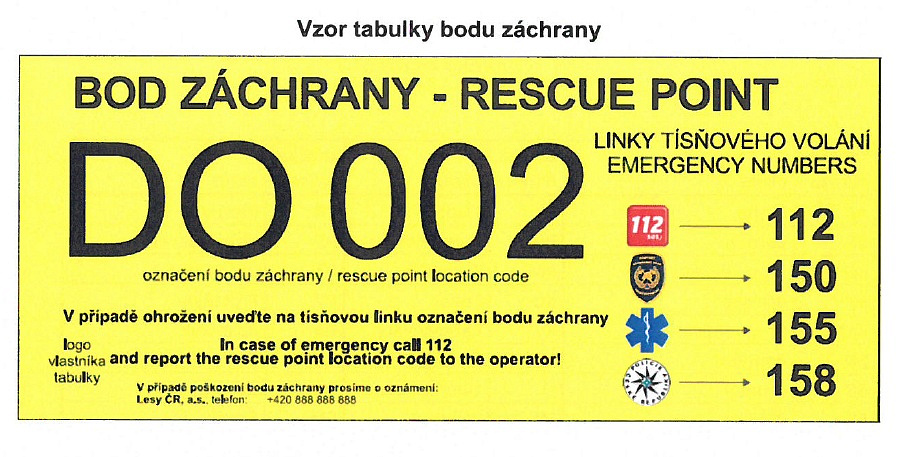 Vzor tabulky bodu záchrany
BOD ZÁCHRANY - RESCUE POINT
DO 002
označení bodu záchrany / rescue point location code
LINKY TÍSŇOVÉHO VOLÁNÍ
EMERGENCY NUMBERS
112
112
150
155
158
V případě ohrožení uveďte na tísňovou linku označení bodu záchrany
In case of emergency call 112
and report the rescue point location code to the operator!
logo
vlastníka
tabulky
V případě poškození bodu záchrany prosíme o oznámení:
Lesy ČR, a.s., telefon: +420 888 888 888
POLICIE ČESKÉ REPUBLIKY